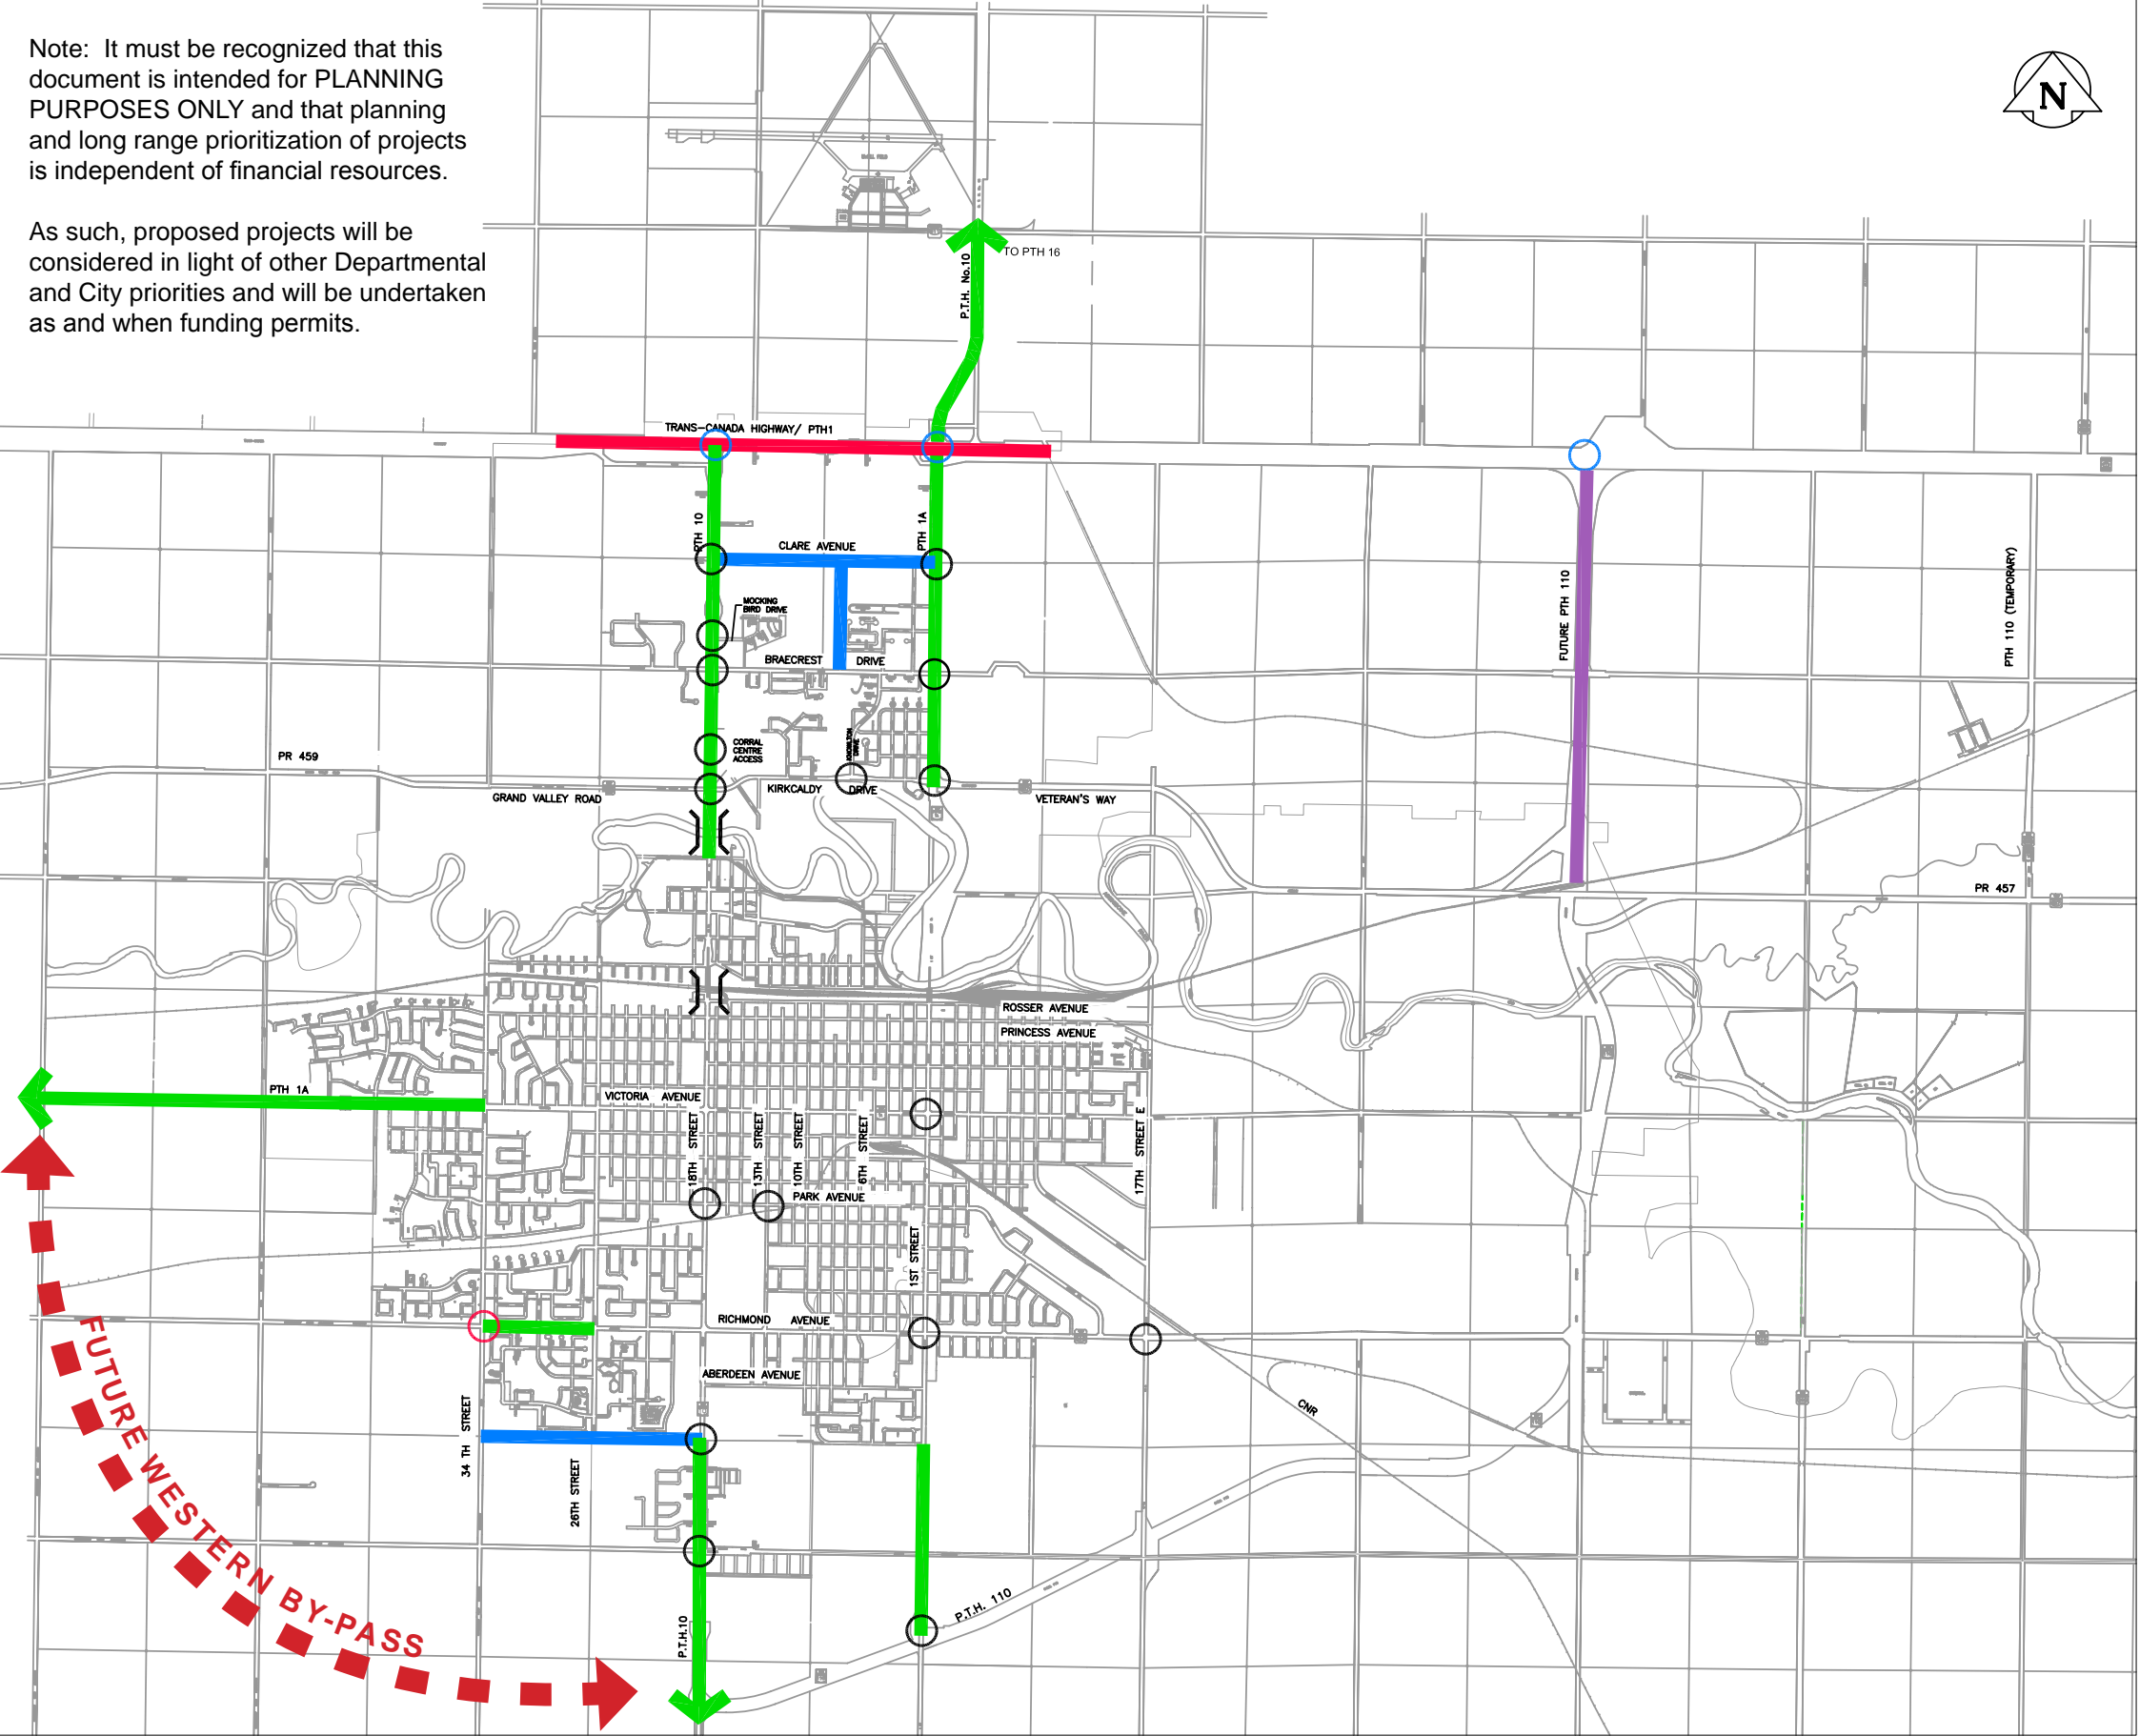 Note: It must be recognized that this
document is intended for PLANNING
PURPOSES ONLY and that planning
and long range prioritization of projects
is independent of financial resources.
As such, proposed projects will be
considered in light of other Departmental
and City priorities and will be undertaken
as and when funding permits.
N
TO PTH 16
P.T.H. No.10
TRANS-CANADA HIGHWAY/ PTH1
PTH 10
PTH 1A
CLARE AVENUE
MOCKING
BIRD DRIVE
BRAECREST DRIVE
FUTURE PTH 110
PTH 110 (TEMPORARY)
CORRAL
CENTRE
ACCESS
KNOWLTON
DRIVE
PR 459
GRAND VALLEY ROAD
KIRKCALDY DRIVE
VETERAN'S WAY
PR 457
ROSSER AVENUE
PRINCESS AVENUE
PTH 1A
VICTORIA AVENUE
18TH STREET
13TH STREET
10TH STREET
6TH STREET
17TH STREET E
PARK AVENUE
1ST STREET
RICHMOND AVENUE
ABERDEEN AVENUE
34 TH STREET
26TH STREET
CNR
FUTURE WESTERN BY-PASS
P.T.H.10
P.T.H. 110